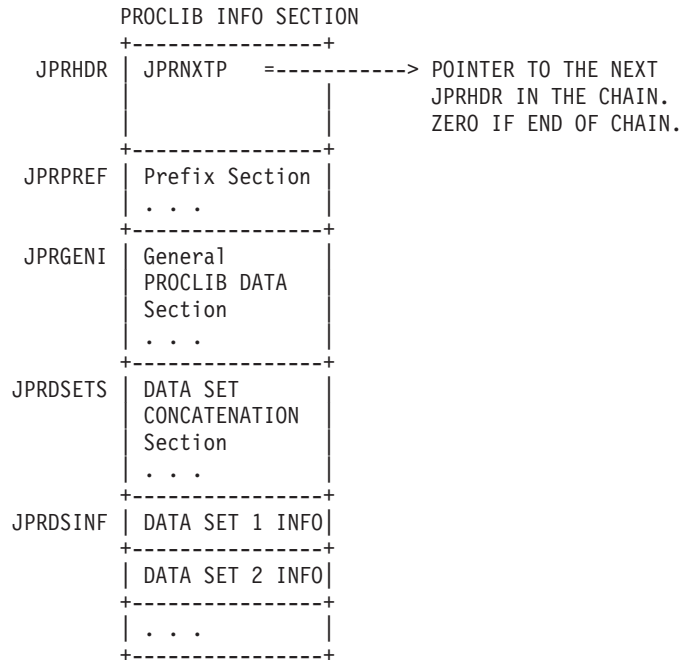 PROCLIB INFO SECTION
+----------------+
JPRHDR | JPRNXTP =-----------> POINTER TO THE NEXT
| | JPRHDR IN THE CHAIN.
| | ZERO IF END OF CHAIN.
+----------------+
JPRPREF | Prefix Section |
| . . . |
+----------------+
JPRGENI | General |
| PROCLIB DATA |
| Section |
| . . . |
+----------------+
JPRDSETS | DATA SET |
| CONCATENATION |
| Section |
| . . . |
+----------------+
JPRDSINF | DATA SET 1 INFO|
+----------------+
| DATA SET 2 INFO|
+----------------+
| . . . |
+----------------+